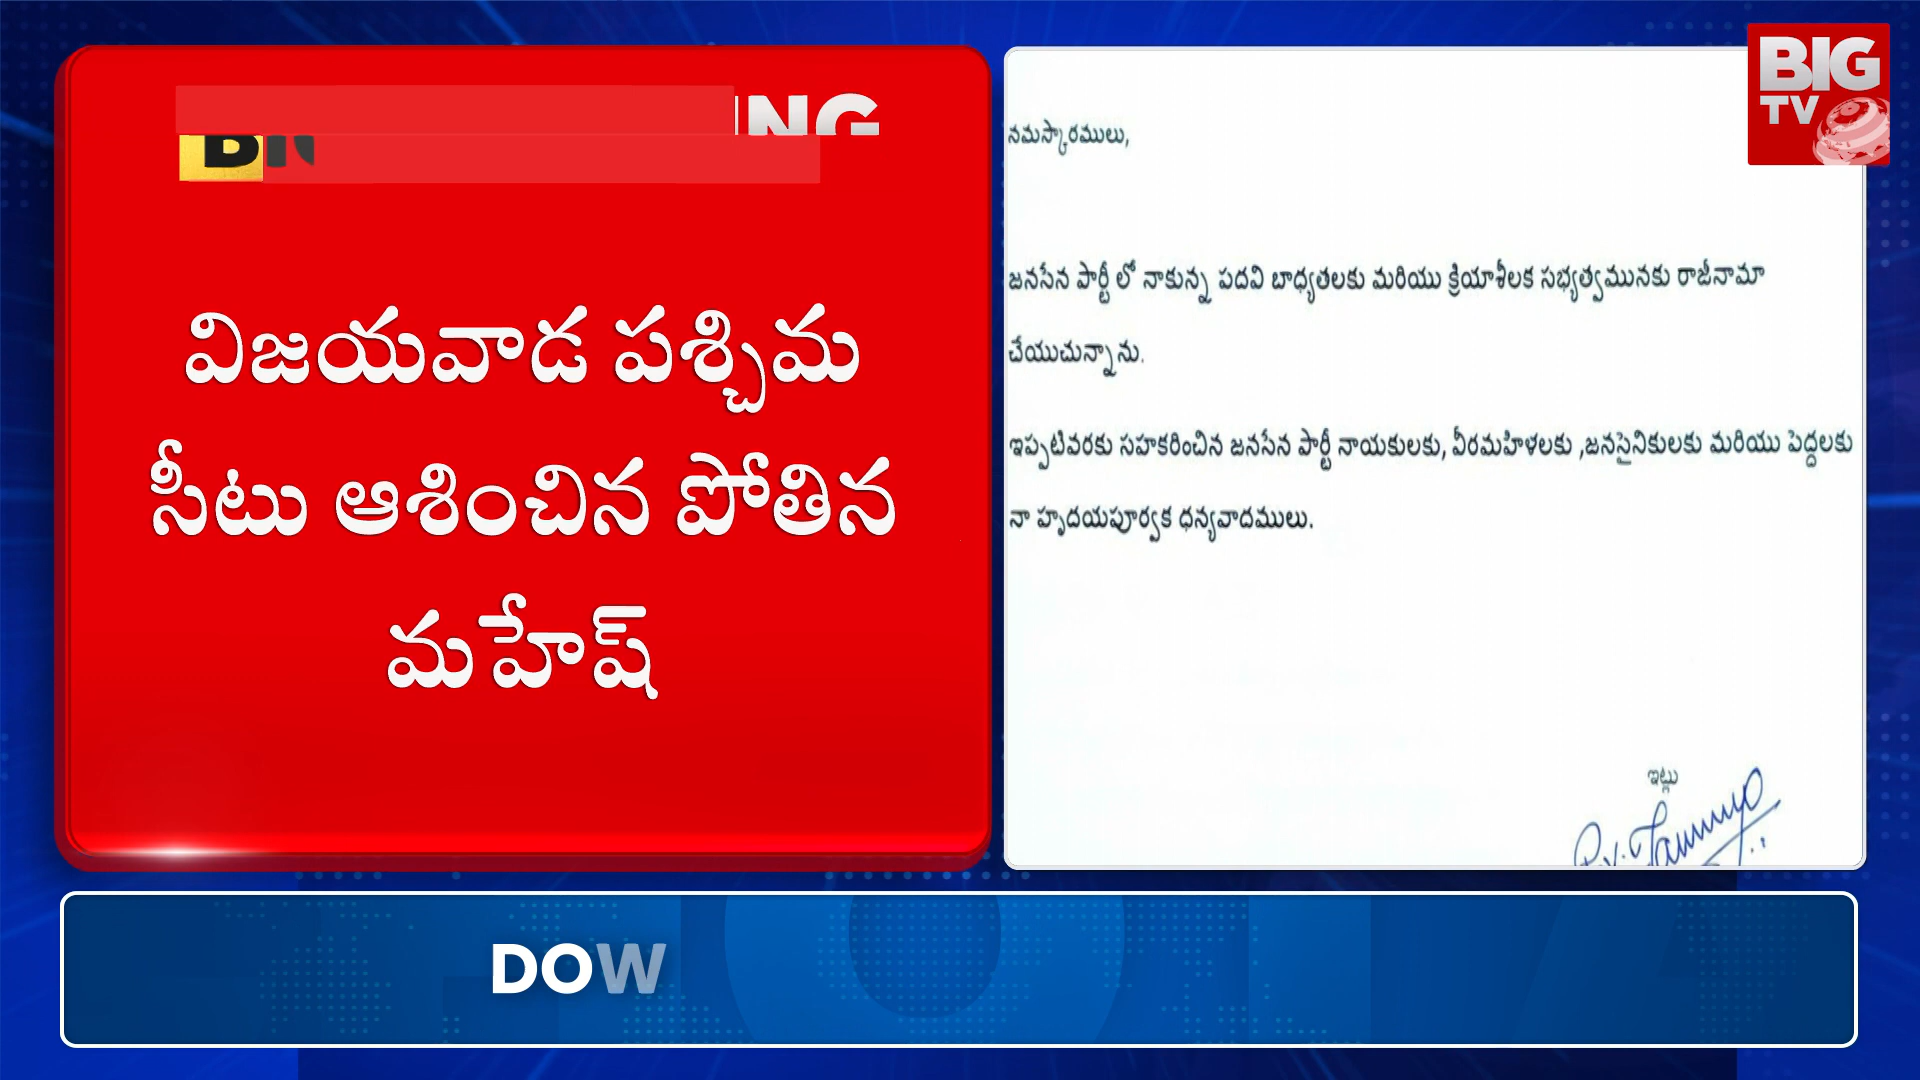 విజయవాడ పశ్చిమ
సీటు ఆశించిన పోతిన
మహేష్
BIG
TV
నమస్కారములు,
జనసేన పార్టీ లో నాకున్న పదవి బాధ్యతలకు మరియు క్రియాశీలక సభ్యత్వమునకు రాజీనామా
చేయుచున్నాను.
ఇప్పటివరకు సహకరించిన జనసేన పార్టీ నాయకులకు, వీరమహిళలకు ,జనసైనికులకు మరియు పెద్దలకు
నా హృదయపూర్వక ధన్యవాదములు.
ఇట్లు
DOW